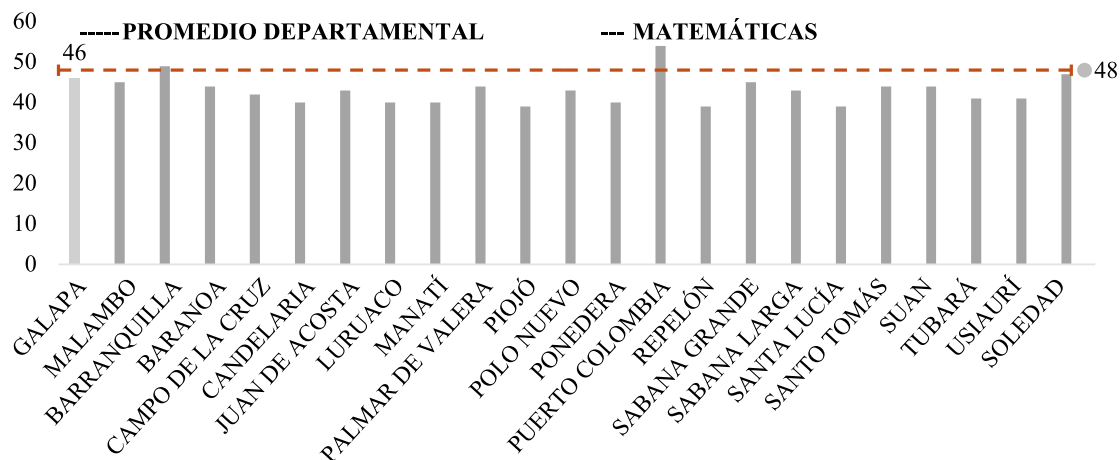 60
----- PROMEDIO DEPARTAMENTAL --- MATEMÁTICAS
46
50
48
40
30
20
10
0
GALAPA
MALAMBO
BARRANQUILLA
BARANOA
CAMPO DE LA CRUZ
CANDELARIA
JUAN DE ACOSTA
LURUACO
MANATÍ
PALMAR DE VALERA
PIOJÓ
POLO NUEVO
PONEDERA
PUERTO COLOMBIA
REPELÓN
SABANA GRANDE
SABANA LARGA
SANTA LUCÍA
SANTO TOMÁS
SUAN
TUBARÁ
USIAURÍ
SOLEDAD